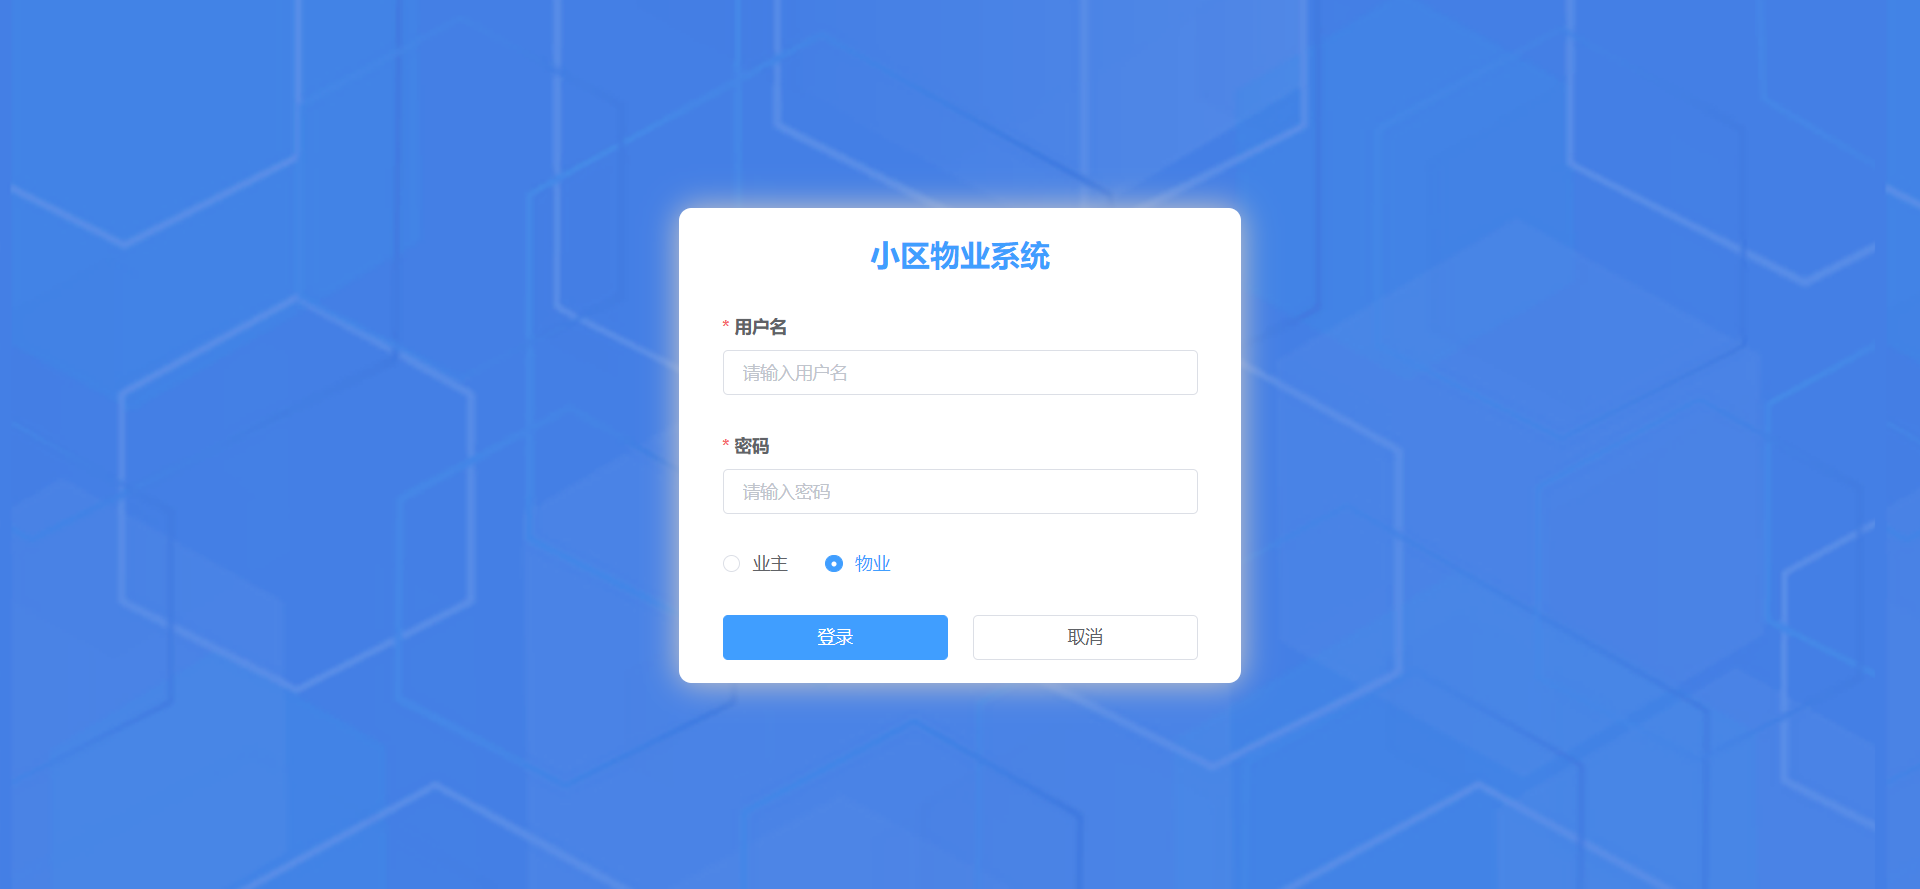 小区物业系统
* 用户名
请输入用户名
* 密码
请输入密码
业主 物业
登录 取消